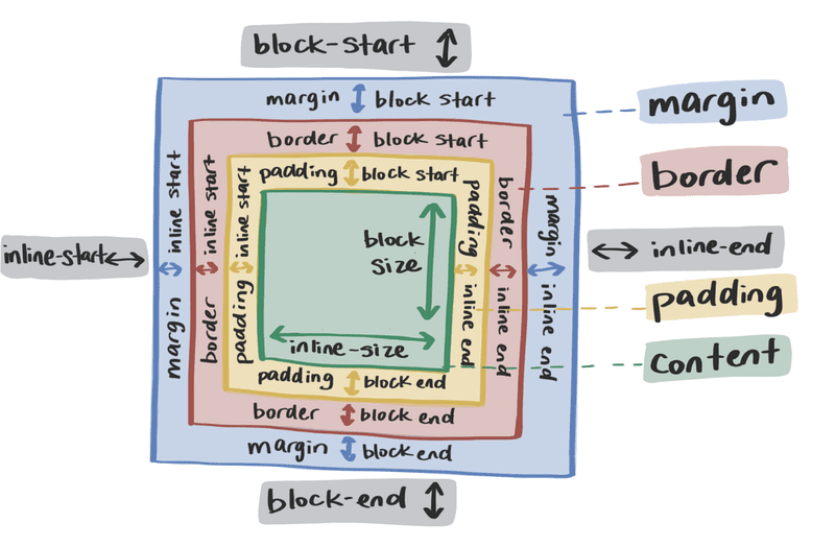 block-start
margin block start
margin
border block start
border
padding block start
margin inline start
border inline start
padding inline start
block
size
padding inline end
border inline end
margin inline end
inline-start
inline-end
padding
inline-size
content
padding block end
border block end
margin block end
block-end